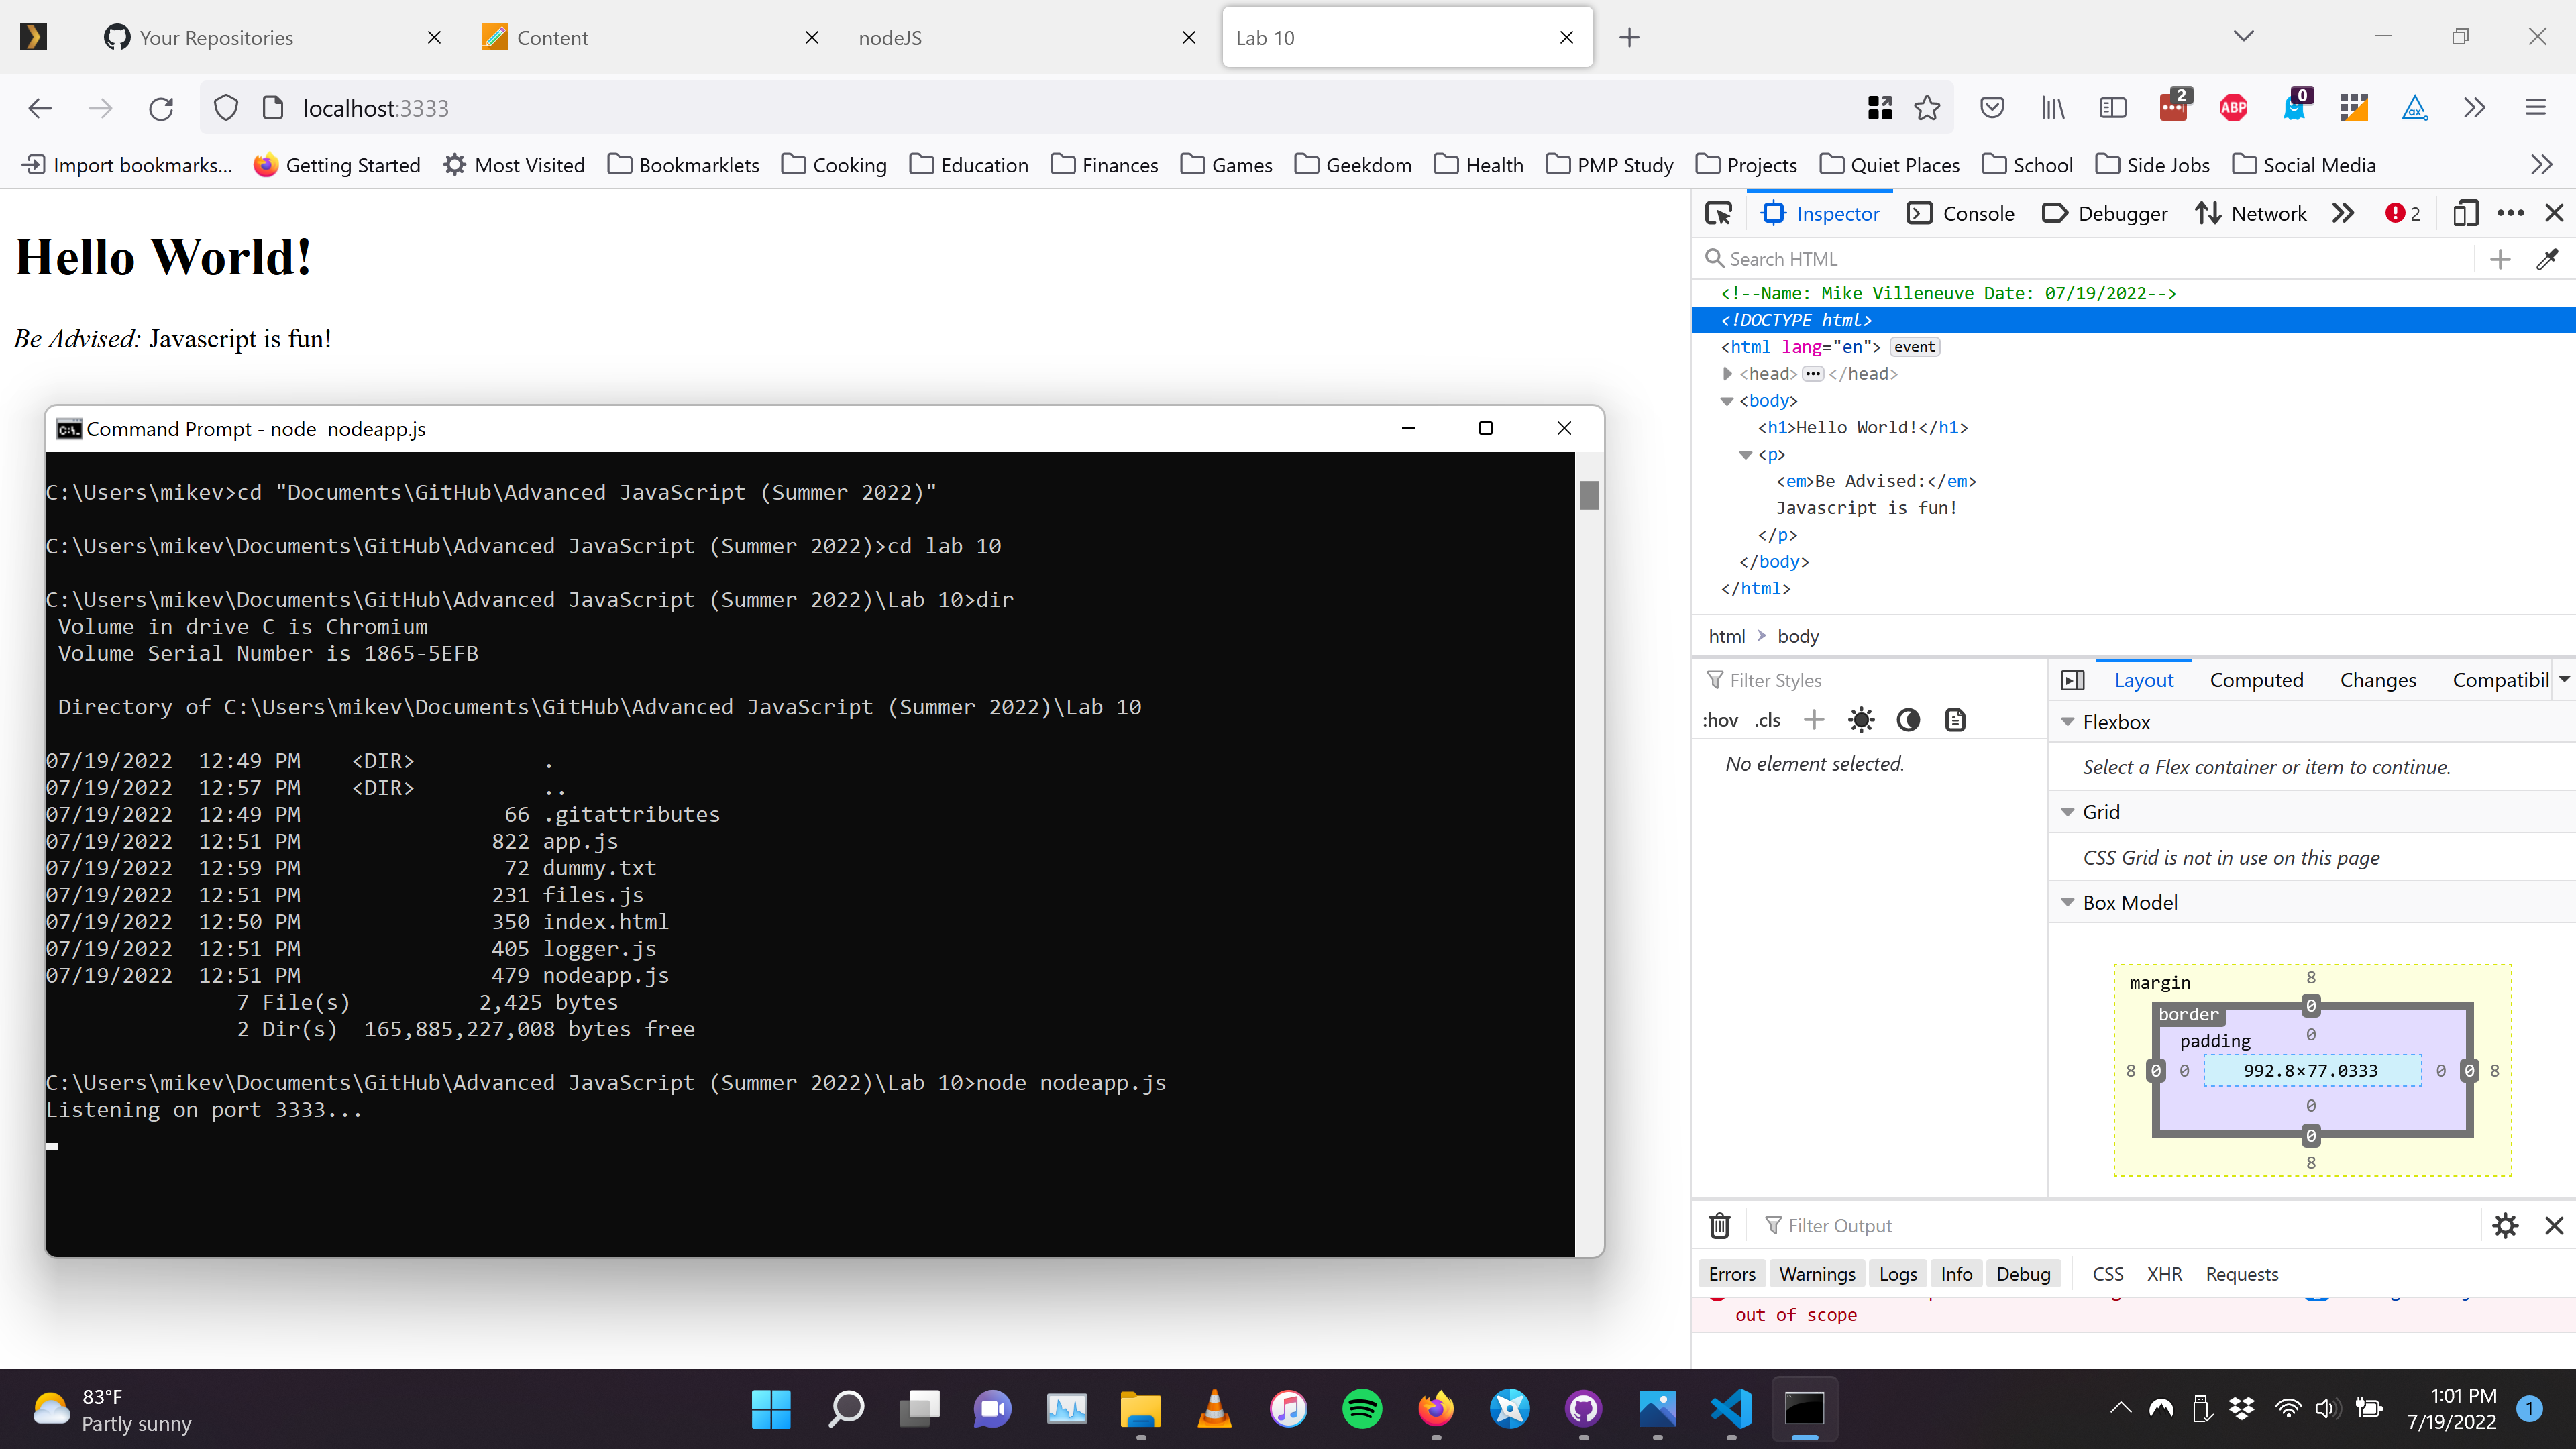 Your Repositories
Content
nodeJS
Lab 10
localhost:3333
2
ABP
0
ax
Import bookmarks...
Getting Started
Most Visited
Bookmarklets
Cooking
Education
Finances
Games
Geekdom
Health
PMP Study
Projects
Quiet Places
School
Side Jobs
Social Media
Hello World!
Be Advised: Javascript is fun!
Command Prompt - node  nodeapp.js
C:\Users\mikev>cd "Documents\GitHub\Advanced JavaScript (Summer 2022)"
C:\Users\mikev\Documents\GitHub\Advanced JavaScript (Summer 2022)>cd lab 10
C:\Users\mikev\Documents\GitHub\Advanced JavaScript (Summer 2022)\Lab 10>dir
Volume in drive C is Chromium
Volume Serial Number is 1865-5EFB
Directory of C:\Users\mikev\Documents\GitHub\Advanced JavaScript (Summer 2022)\Lab 10
07/19/2022  12:49 PM    <DIR>          .
07/19/2022  12:57 PM    <DIR>          ..
07/19/2022  12:49 PM                66 .gitattributes
07/19/2022  12:51 PM               822 app.js
07/19/2022  12:59 PM                72 dummy.txt
07/19/2022  12:51 PM               231 files.js
07/19/2022  12:50 PM               350 index.html
07/19/2022  12:51 PM               405 logger.js
07/19/2022  12:51 PM               479 nodeapp.js
7 File(s)          2,425 bytes
2 Dir(s)  165,885,227,008 bytes free
C:\Users\mikev\Documents\GitHub\Advanced JavaScript (Summer 2022)\Lab 10>node nodeapp.js
Listening on port 3333...
Inspector
Console
Debugger
Network
2
Search HTML
<!--Name: Mike Villeneuve Date: 07/19/2022-->
<!DOCTYPE html>
<html lang="en"> event
<head>•••</head>
<body>
<h1>Hello World!</h1>
<p>
<em>Be Advised:</em>
Javascript is fun!
</p>
</body>
</html>
html > body
Filter Styles
:hov .cls
No element selected.
Layout
Computed
Changes
Compatibil
Flexbox
Select a Flex container or item to continue.
Grid
CSS Grid is not in use on this page
Box Model
margin 8
border 0
padding 0
8 0 0 992.8×77.0333 0 0 8
0
0
8
Filter Output
Errors
Warnings
Logs
Info
Debug
CSS
XHR
Requests
out of scope
83°F
Partly sunny
1:01 PM
7/19/2022
1